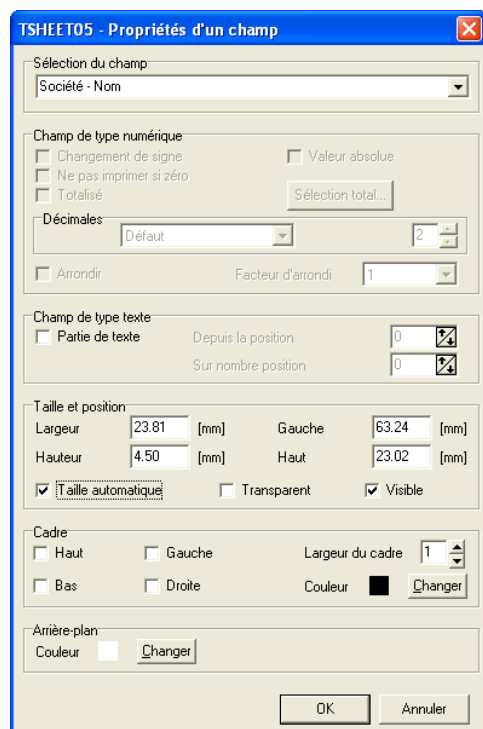 TSHEET05 - Propriétés d'un champ
Sélection du champ
Société - Nom
Champ de type numérique
Changement de signe Valeur absolue
Ne pas imprimer si zéro
Totalisé Sélection total...
Décimales
Défaut 2
Arrondir Facteur d'arrondi 1
Champ de type texte
Partie de texte Depuis la position 0
Sur nombre position 0
Taille et position
Largeur 23.81 [mm] Gauche 63.24 [mm]
Hauteur 4.50 [mm] Haut 23.02 [mm]
Taille automatique Transparent Visible
Cadre
Haut Gauche Largeur du cadre 1
Bas Droite Couleur Changer
Arrière-plan
Couleur Changer
OK Annuler